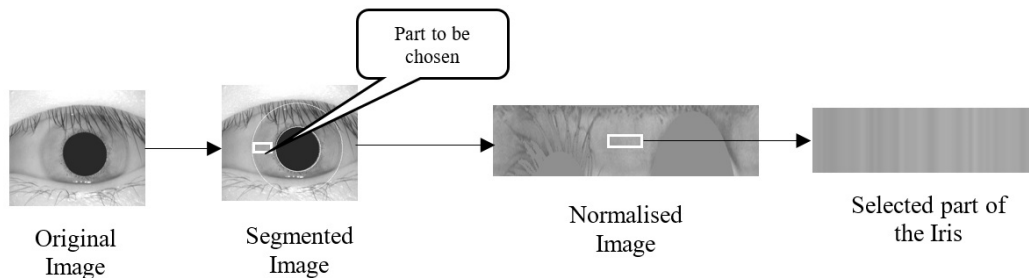 Part to be
chosen
Original
Image
Segmented
Image
Normalised
Image
Selected part of
the Iris